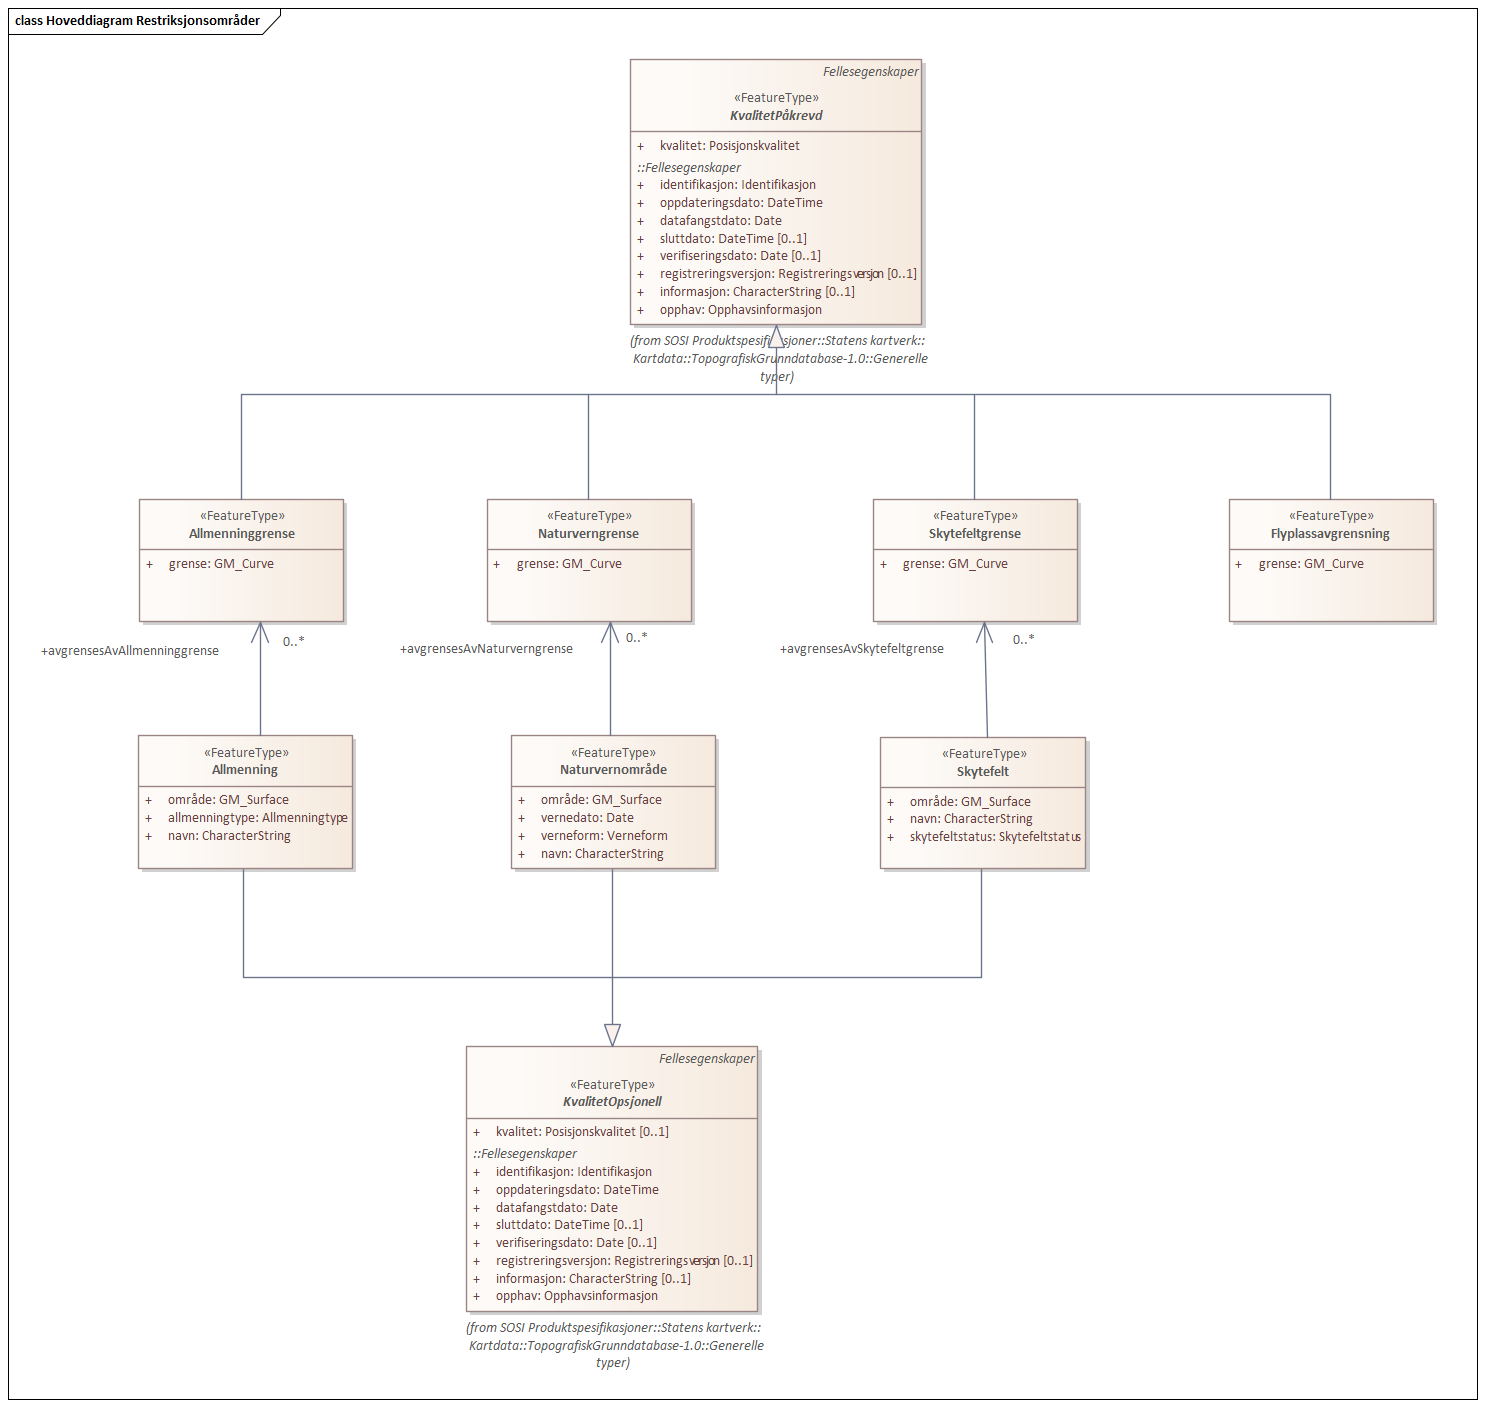 class Hoveddiagram Restriksjonsområder
Fellesegenskaper
«FeatureType»
KvalitetPåkrevd
+ kvalitet: Posisjonskvalitet
::Fellesegenskaper
+ identifikasjon: Identifikasjon
+ oppdateringsdato: DateTime
+ datafangstdato: Date
+ sluttdato: DateTime [0..1]
+ verifiseringsdato: Date [0..1]
+ registreringsversjon: Registreringsversjon [0..1]
+ informasjon: CharacterString [0..1]
+ opphav: Opphavsinformasjon
(from SOSI Produktspesifikasjoner::Statens kartverk::
Kartdata::TopografiskGrunndatabase-1.0::Generelle
typer)
«FeatureType»
Allmenninggrense
+ grense: GM_Curve
«FeatureType»
Naturverngrense
+ grense: GM_Curve
«FeatureType»
Skytefeltgrense
+ grense: GM_Curve
«FeatureType»
Flyplassavgrensning
+ grense: GM_Curve
+avgrensesAvAllmenninggrense
0..*
+avgrensesAvNaturverngrense
0..*
+avgrensesAvSkytefeltgrense
0..*
«FeatureType»
Allmenning
+ område: GM_Surface
+ allmenningtype: Allmenningtype
+ navn: CharacterString
«FeatureType»
Naturvernområde
+ område: GM_Surface
+ vernedato: Date
+ verneform: Verneform
+ navn: CharacterString
«FeatureType»
Skytefelt
+ område: GM_Surface
+ navn: CharacterString
+ skytefeltstatus: Skytefeltstatus
Fellesegenskaper
«FeatureType»
KvalitetOpsjonell
+ kvalitet: Posisjonskvalitet [0..1]
::Fellesegenskaper
+ identifikasjon: Identifikasjon
+ oppdateringsdato: DateTime
+ datafangstdato: Date
+ sluttdato: DateTime [0..1]
+ verifiseringsdato: Date [0..1]
+ registreringsversjon: Registreringsversjon [0..1]
+ informasjon: CharacterString [0..1]
+ opphav: Opphavsinformasjon
(from SOSI Produktspesifikasjoner::Statens kartverk::
Kartdata::TopografiskGrunndatabase-1.0::Generelle
typer)